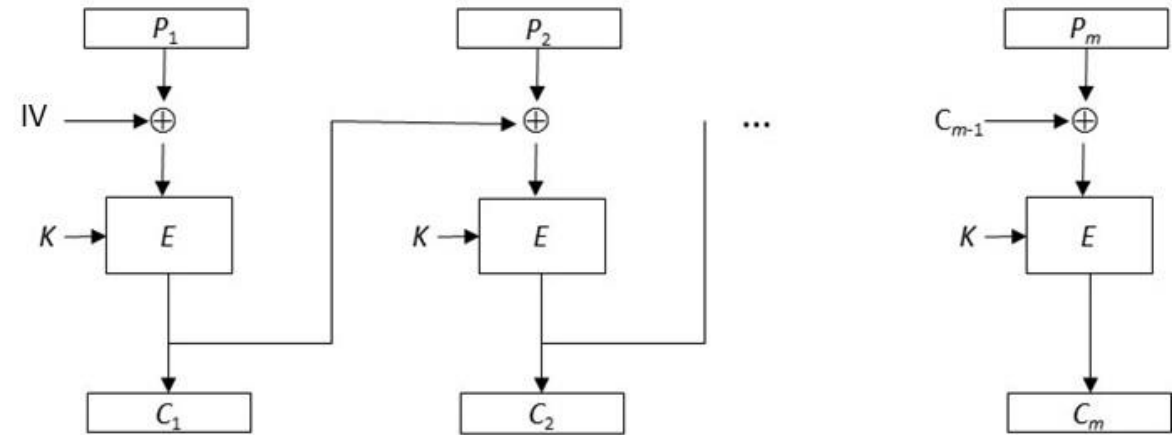 P₁ P₂ Pₘ
IV ⊕ ⊕ ... Cₘ₋₁ ⊕
K E K E K E
C₁ C₂ Cₘ